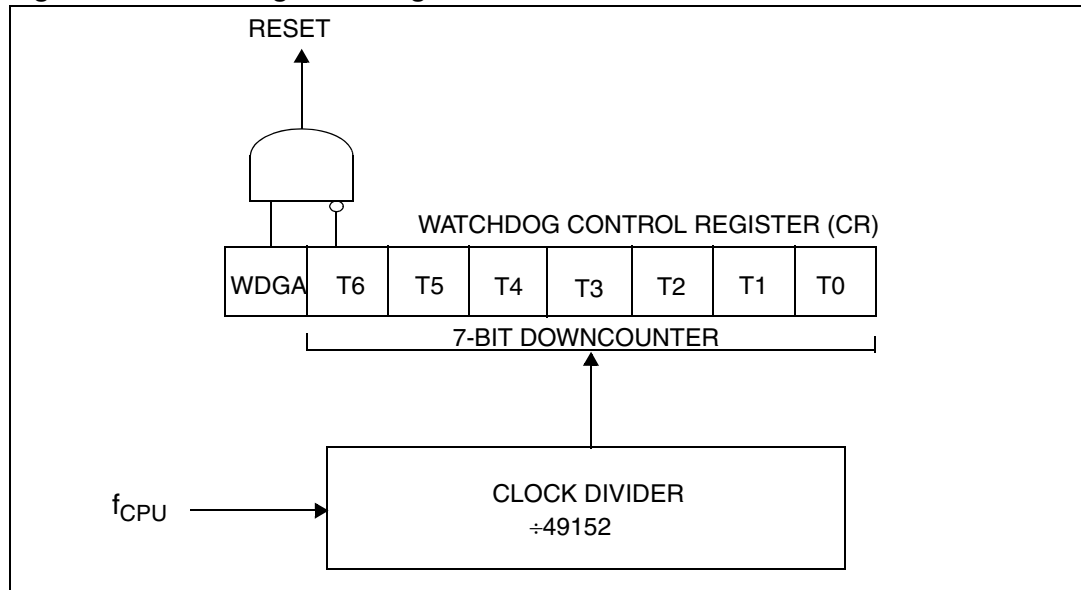 RESET
WATCHDOG CONTROL REGISTER (CR)
WDGA T6 T5 T4 T3 T2 T1 T0
7-BIT DOWNCOUNTER
fCPU
CLOCK DIVIDER
÷49152